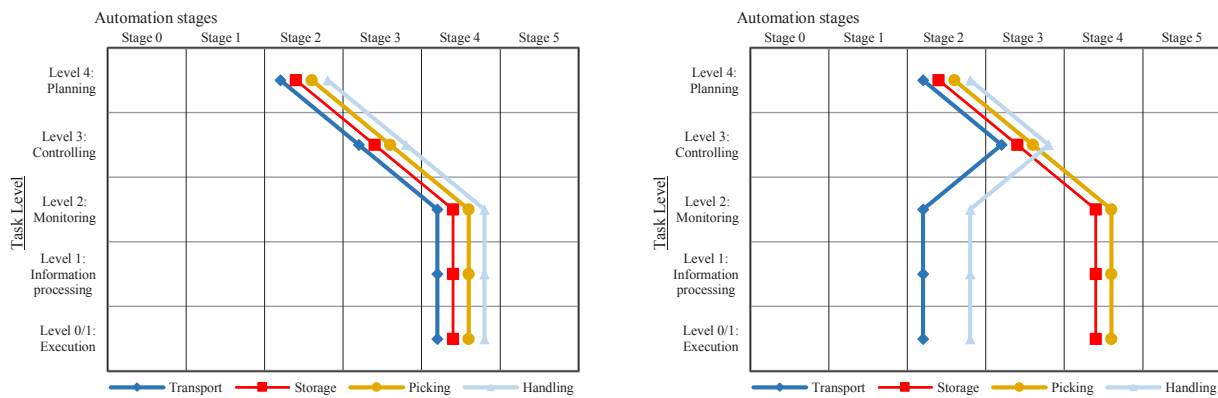 Automation stages
Stage 0 Stage 1 Stage 2 Stage 3 Stage 4 Stage 5
Task Level
Level 4:
Planning
Level 3:
Controlling
Level 2:
Monitoring
Level 1:
Information
processing
Level 0/1:
Execution
Transport Storage Picking Handling
Automation stages
Stage 0 Stage 1 Stage 2 Stage 3 Stage 4 Stage 5
Task Level
Level 4:
Planning
Level 3:
Controlling
Level 2:
Monitoring
Level 1:
Information
processing
Level 0/1:
Execution
Transport Storage Picking Handling